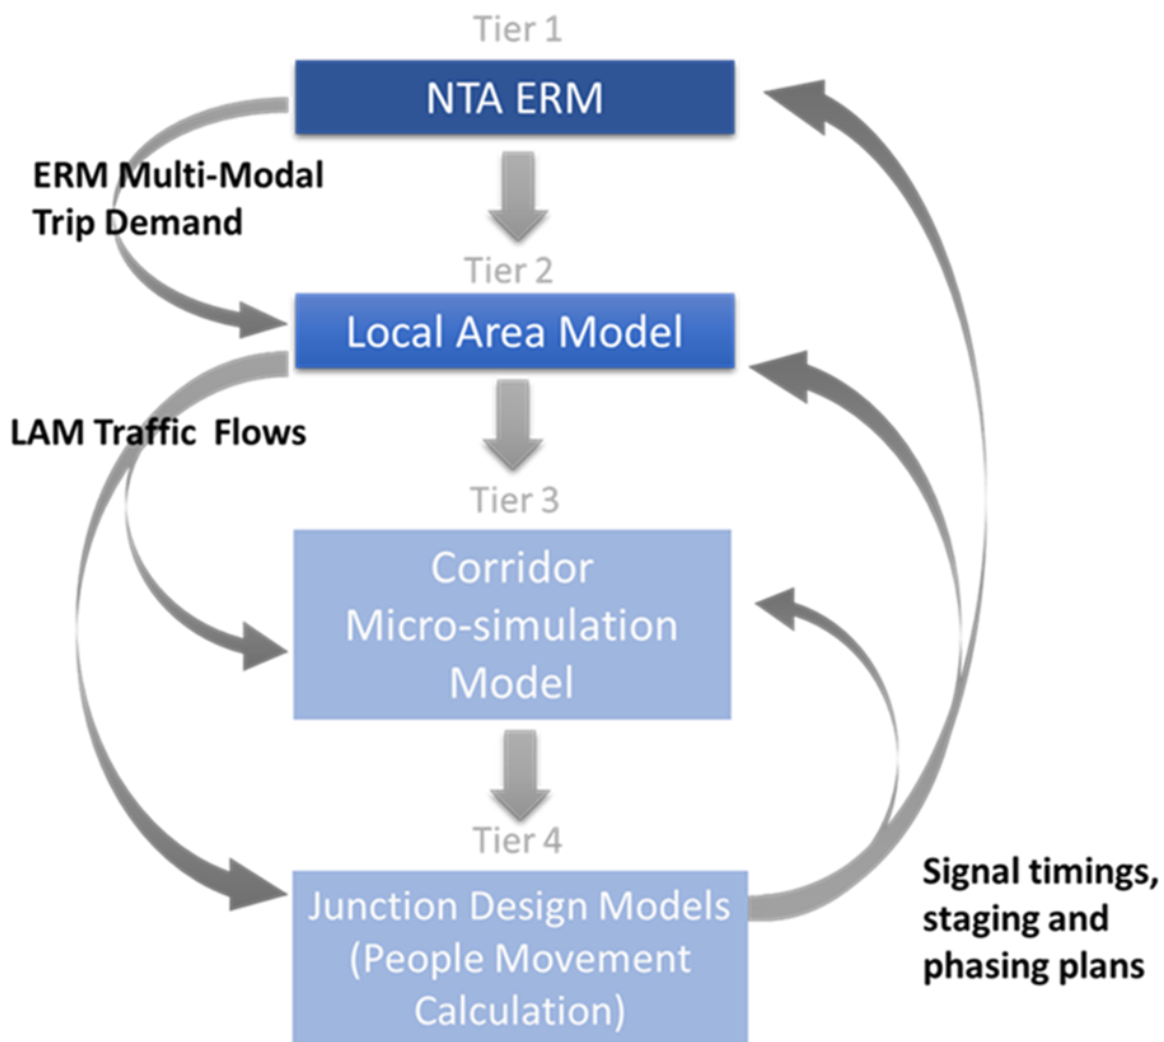 Tier 1
NTA ERM
ERM Multi-Modal
Trip Demand
Tier 2
Local Area Model
LAM Traffic Flows
Tier 3
Corridor
Micro-simulation
Model
Tier 4
Junction Design Models
(People Movement
Calculation)
Signal timings,
staging and
phasing plans